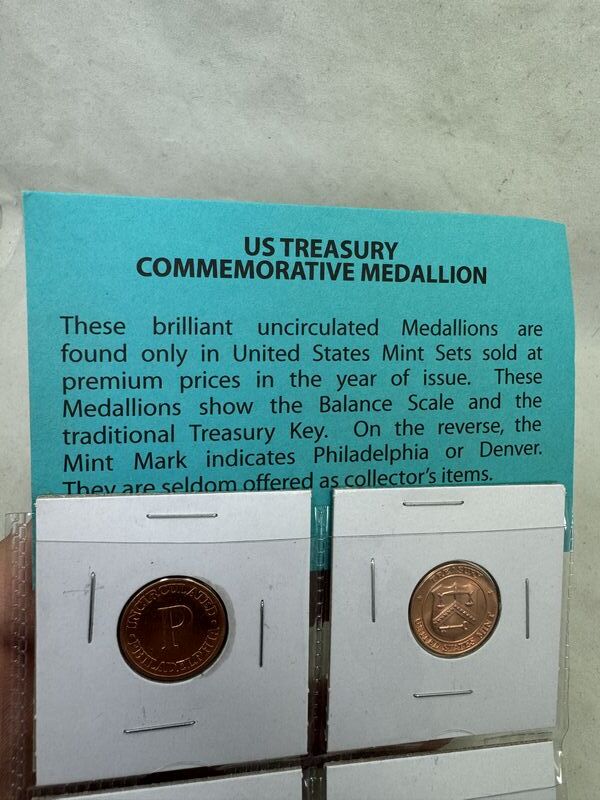 US TREASURY
COMMEMORATIVE MEDALLION
These brilliant uncirculated Medallions are
found only in United States Mint Sets sold at
premium prices in the year of issue. These
Medallions show the Balance Scale and the
traditional Treasury Key. On the reverse, the
Mint Mark indicates Philadelphia or Denver.
They are seldom offered as collector's items.
UNCIRCULATED
P
PHILADELPHIA
TREASURY
UNITED STATES MINT